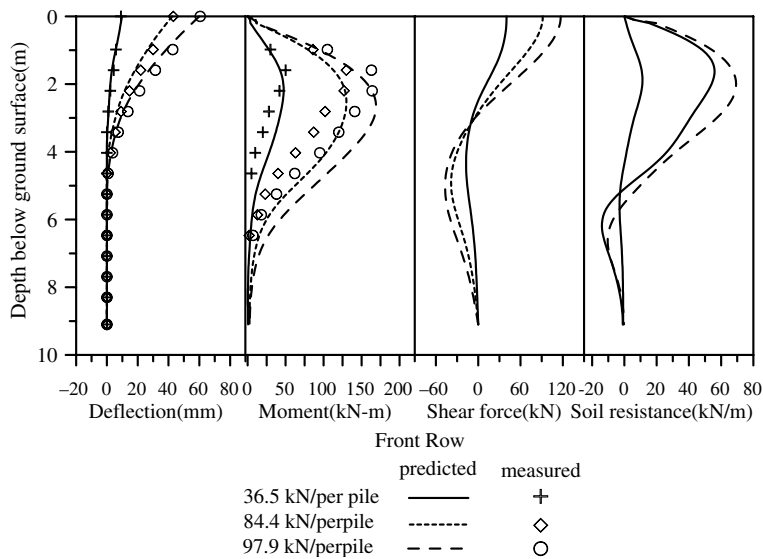 Depth below ground surface(m)
0
2
4
6
8
10
−20 0 20 40 60 80 0 50 100 150 200 −60 0 60 120 −20 0 20 40 60 80
Deflection(mm) Moment(kN-m) Shear force(kN) Soil resistance(kN/m)
Front Row
predicted measured
36.5 kN/per pile
84.4 kN/perpile
97.9 kN/perpile